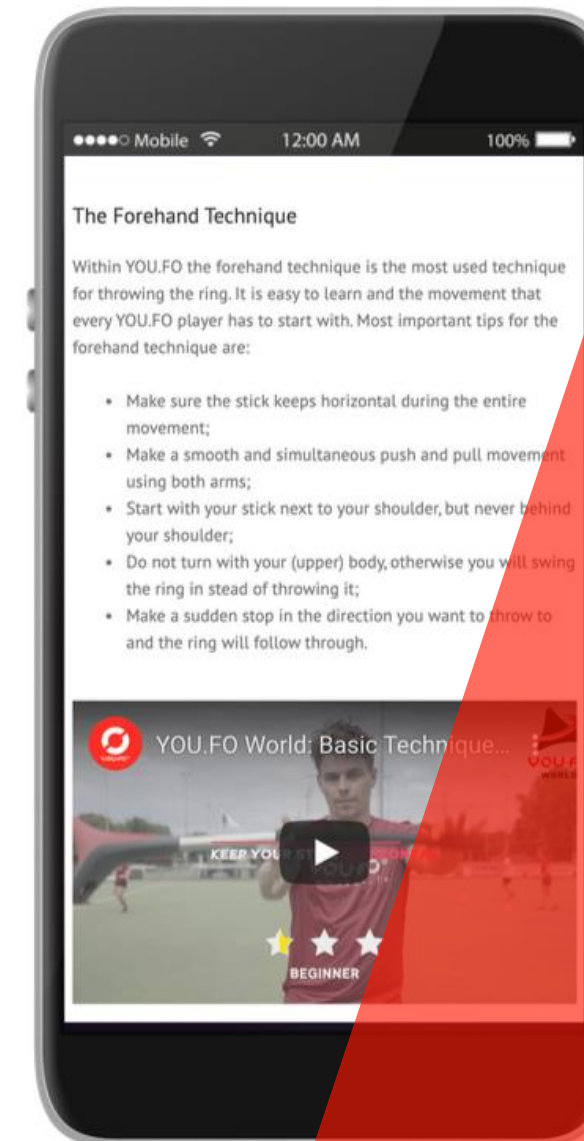 Mobile 12:00 AM 100%
The Forehand Technique
Within YOU.FO the forehand technique is the most used technique
for throwing the ring. It is easy to learn and the movement that
every YOU.FO player has to start with. Most important tips for the
forehand technique are:
• Make sure the stick keeps horizontal during the entire
movement;
• Make a smooth and simultaneous push and pull movement
using both arms;
• Start with your stick next to your shoulder, but never behind
your shoulder;
• Do not turn with your (upper) body, otherwise you will swing
the ring in stead of throwing it;
• Make a sudden stop in the direction you want to throw to
and the ring will follow through.
YOU.FO
YOU.FO World: Basic Technique...
YOU.F
WORLD
KEEP YOUR
YOU.FO
BEGINNER